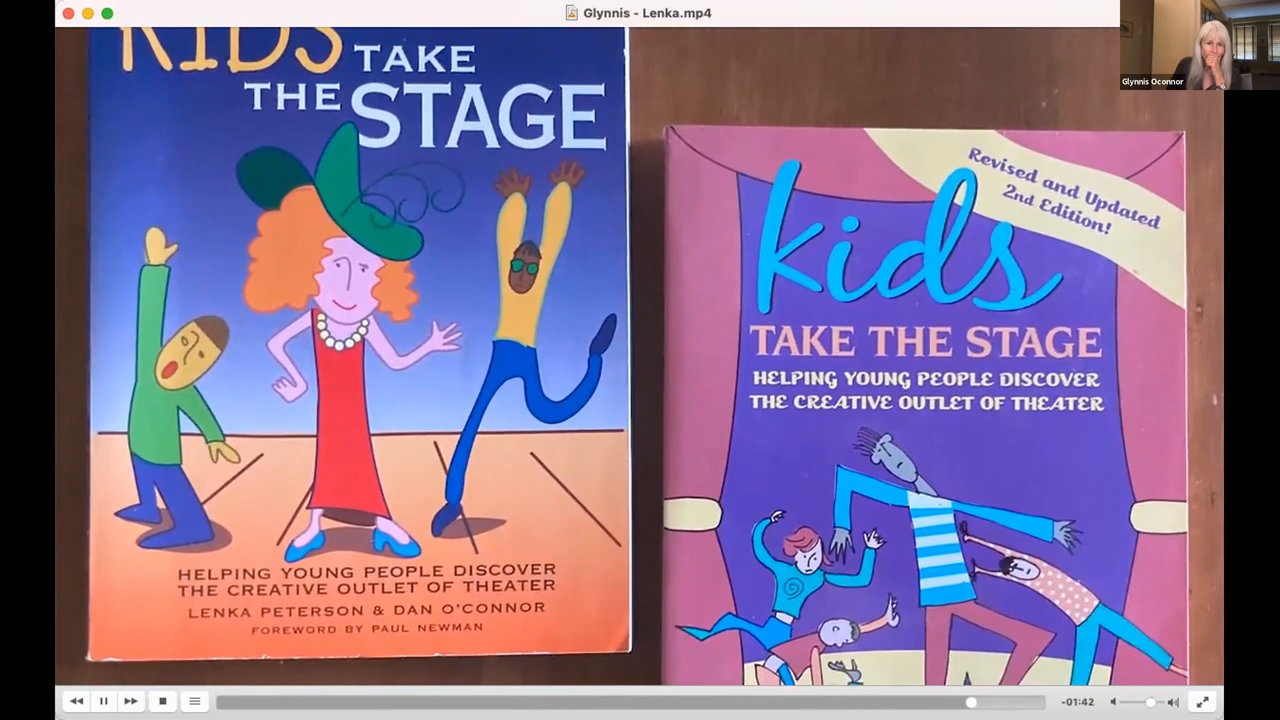 Glynnis - Lenka.mp4
Glynnis Oconnor
KIDS TAKE
THE STAGE
HELPING YOUNG PEOPLE DISCOVER
THE CREATIVE OUTLET OF THEATER
LENKA PETERSON & DAN O'CONNOR
FOREWORD BY PAUL NEWMAN
Revised and Updated
2nd Edition!
kids
TAKE THE STAGE
HELPING YOUNG PEOPLE DISCOVER
THE CREATIVE OUTLET OF THEATER
-01:42